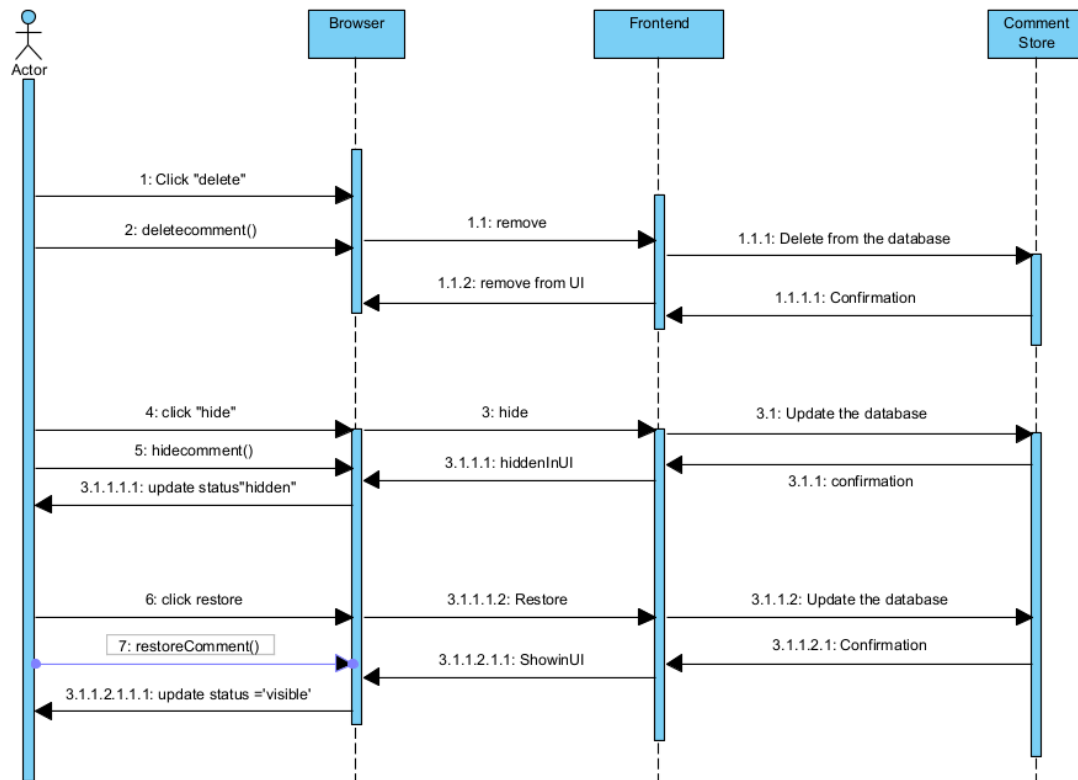 Browser
Frontend
Comment
Store
Actor
1: Click "delete"
2: deletecomment()
1.1: remove
1.1.1: Delete from the database
1.1.2: remove from UI
1.1.1.1: Confirmation
4: click "hide"
3: hide
3.1: Update the database
5: hidecomment()
3.1.1.1: hiddenInUI
3.1.1: confirmation
3.1.1.1.1: update status"hidden"
6: click restore
3.1.1.1.2: Restore
3.1.1.2: Update the database
7: restoreComment()
3.1.1.2.1.1: ShowinUI
3.1.1.2.1: Confirmation
3.1.1.2.1.1.1: update status ='visible'